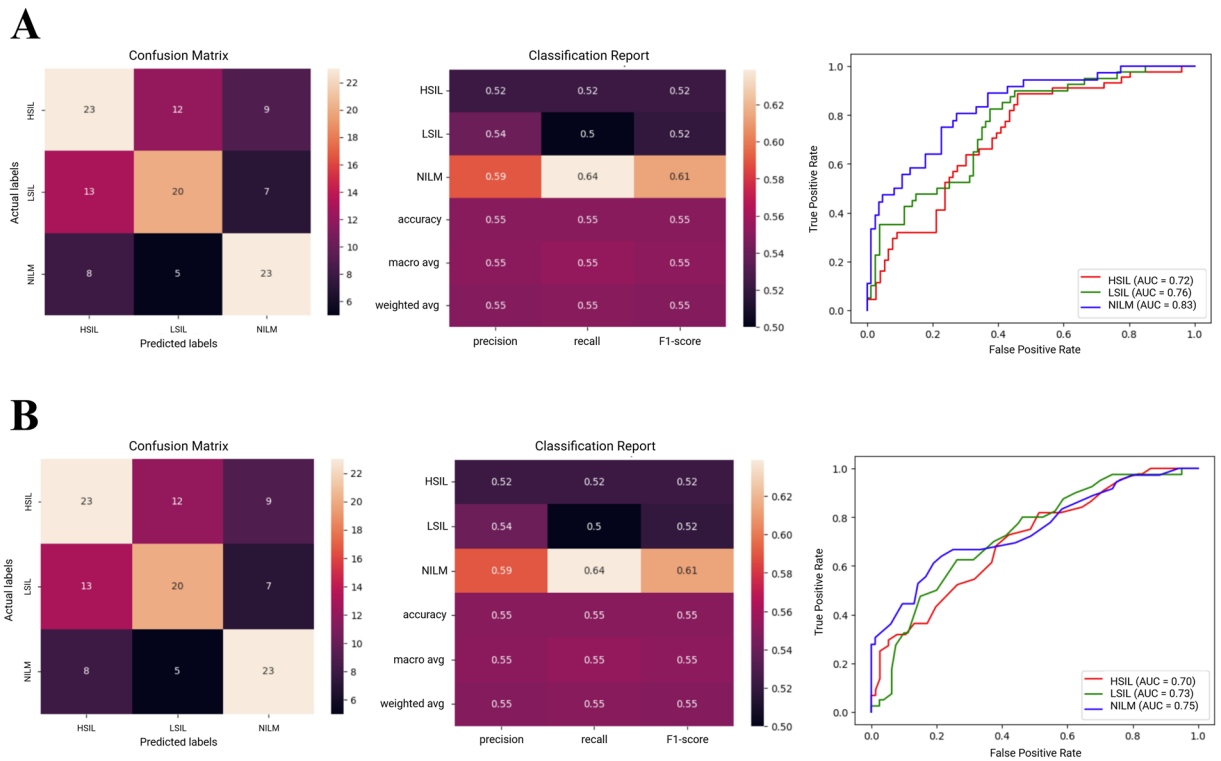 A
Confusion Matrix
Classification Report
HSIL
LSIL
NILM
Actual labels
23 12 9
13 20 7
8 5 23
HSIL LSIL NILM
Predicted labels
22
20
18
16
14
12
10
8
6
HSIL 0.52 0.52 0.52
LSIL 0.54 0.5 0.52
NILM 0.59 0.64 0.61
accuracy 0.55 0.55 0.55
macro avg 0.55 0.55 0.55
weighted avg 0.55 0.55 0.55
precision recall F1-score
0.62
0.60
0.58
0.56
0.54
0.52
0.50
True Positive Rate
1.0
0.8
0.6
0.4
0.2
0.0
HSIL (AUC = 0.72)
LSIL (AUC = 0.76)
NILM (AUC = 0.83)
0.0 0.2 0.4 0.6 0.8 1.0
False Positive Rate
B
Confusion Matrix
Classification Report
HSIL
LSIL
NILM
Actual labels
23 12 9
13 20 7
8 5 23
HSIL LSIL NILM
Predicted labels
22
20
18
16
14
12
10
8
6
HSIL 0.52 0.52 0.52
LSIL 0.54 0.5 0.52
NILM 0.59 0.64 0.61
accuracy 0.55 0.55 0.55
macro avg 0.55 0.55 0.55
weighted avg 0.55 0.55 0.55
precision recall F1-score
0.62
0.60
0.58
0.56
0.54
0.52
0.50
True Positive Rate
1.0
0.8
0.6
0.4
0.2
0.0
HSIL (AUC = 0.70)
LSIL (AUC = 0.73)
NILM (AUC = 0.75)
0.0 0.2 0.4 0.6 0.8 1.0
False Positive Rate